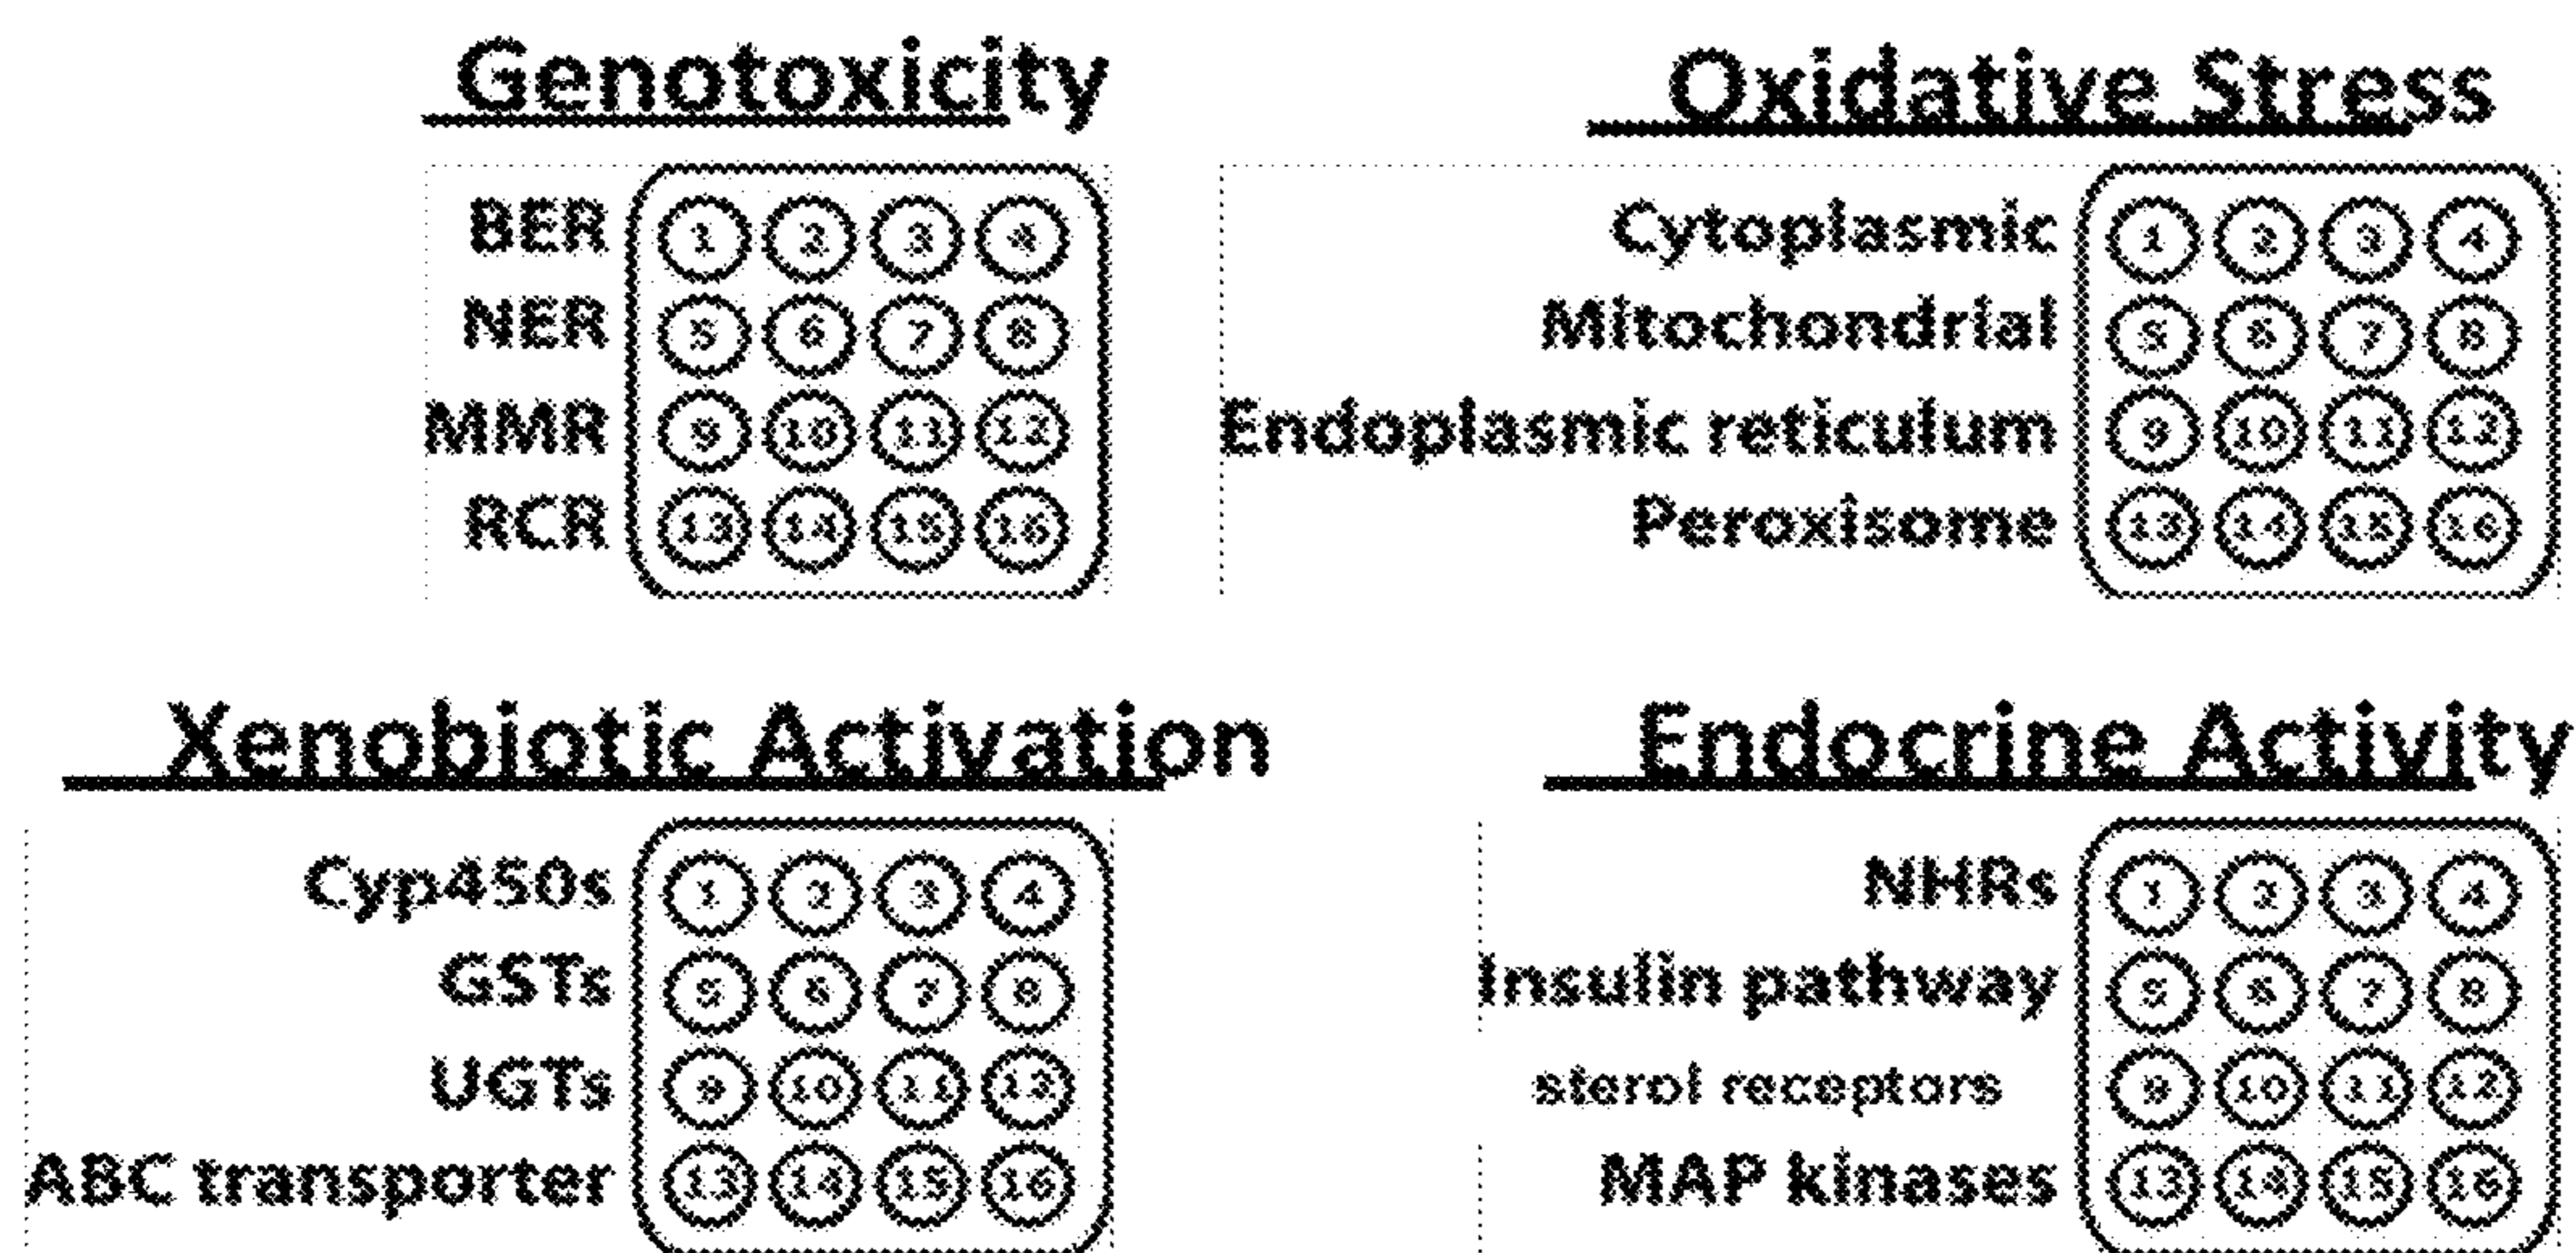 Genotoxicity
BER 1 2 3 4
NER 5 6 7 8
MMR 9 10 11 12
RCR 13 14 15 16
Oxidative Stress
Cytoplasmic 1 2 3 4
Mitochondrial 5 6 7 8
Endoplasmic reticulum 9 10 11 12
Peroxisome 13 14 15 16
Xenobiotic Activation
Cyp450s 1 2 3 4
GSTs 5 6 7 8
UGTs 9 10 11 12
ABC transporter 13 14 15 16
Endocrine Activity
NHRs 1 2 3 4
Insulin pathway 5 6 7 8
sterol receptors 9 10 11 12
MAP kinases 13 14 15 16